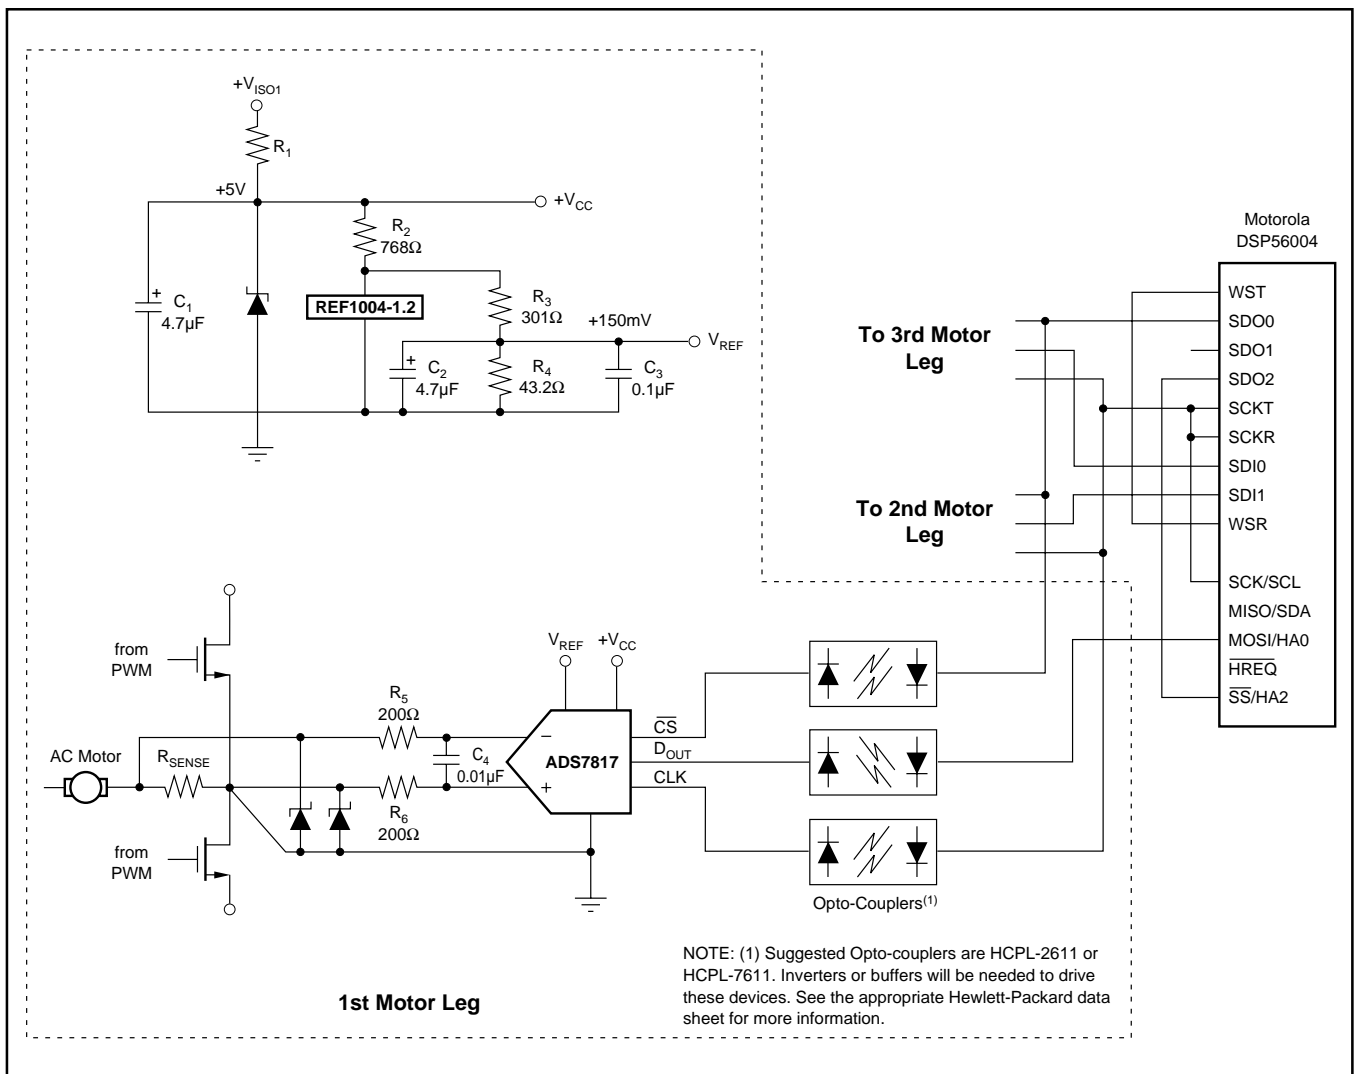 +VISO1
R1
+5V
+VCC
R2
768Ω
C1
4.7µF
REF1004-1.2
R3
301Ω
+150mV
VREF
C2
4.7µF
R4
43.2Ω
C3
0.1µF
Motorola
DSP56004
WST
SDO0
SDO1
SDO2
SCKT
SCKR
SDI0
SDI1
WSR
SCK/SCL
MISO/SDA
MOSI/HA0
HREQ
SS/HA2
To 3rd Motor
Leg
To 2nd Motor
Leg
from
PWM
AC Motor
RSENSE
from
PWM
R5
200Ω
C4
0.01µF
R6
200Ω
VREF
+VCC
–
+
ADS7817
CS
DOUT
CLK
Opto-Couplers(1)
NOTE: (1) Suggested Opto-couplers are HCPL-2611 or
HCPL-7611. Inverters or buffers will be needed to drive
these devices. See the appropriate Hewlett-Packard data
sheet for more information.
1st Motor Leg